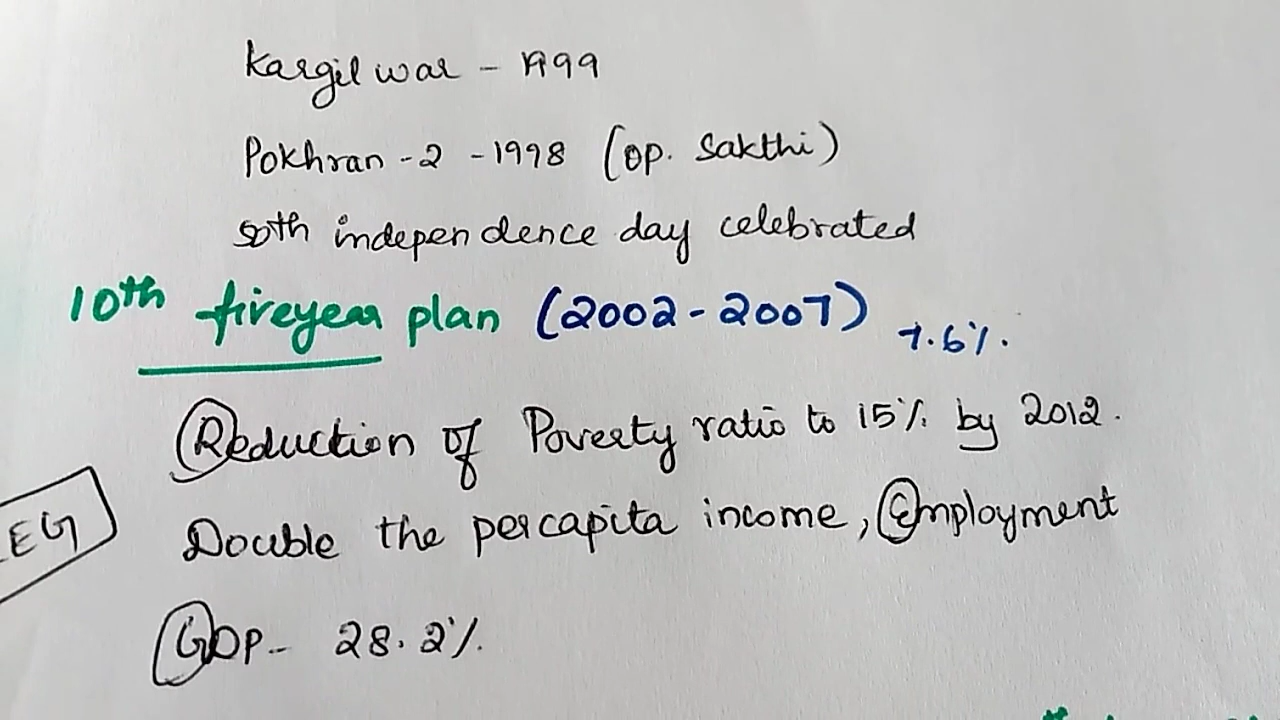 Kargil war - 1999
Pokhran - 2 - 1998 (op. Sakthi)
50th independence day celebrated
10th fiveyear plan (2002-2007) 7.6%.
Reduction of Poverty ratio to 15% by 2012.
EG
Double the percapita income, Employment
GDP - 28.2%.